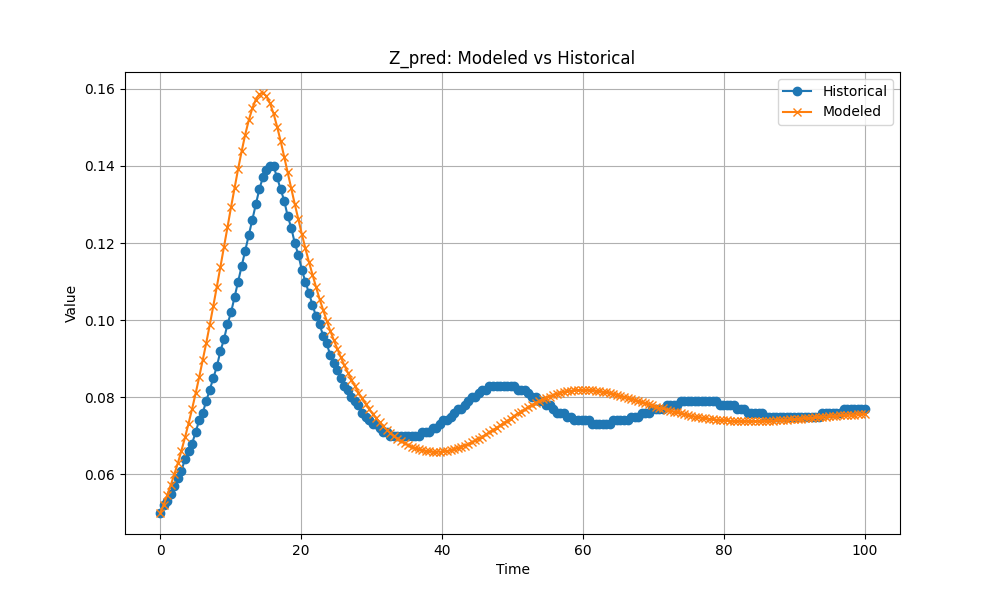 Z_pred: Modeled vs Historical
Historical
Modeled
0.16
0.14
0.12
0.10
0.08
0.06
Value
0 20 40 60 80 100
Time